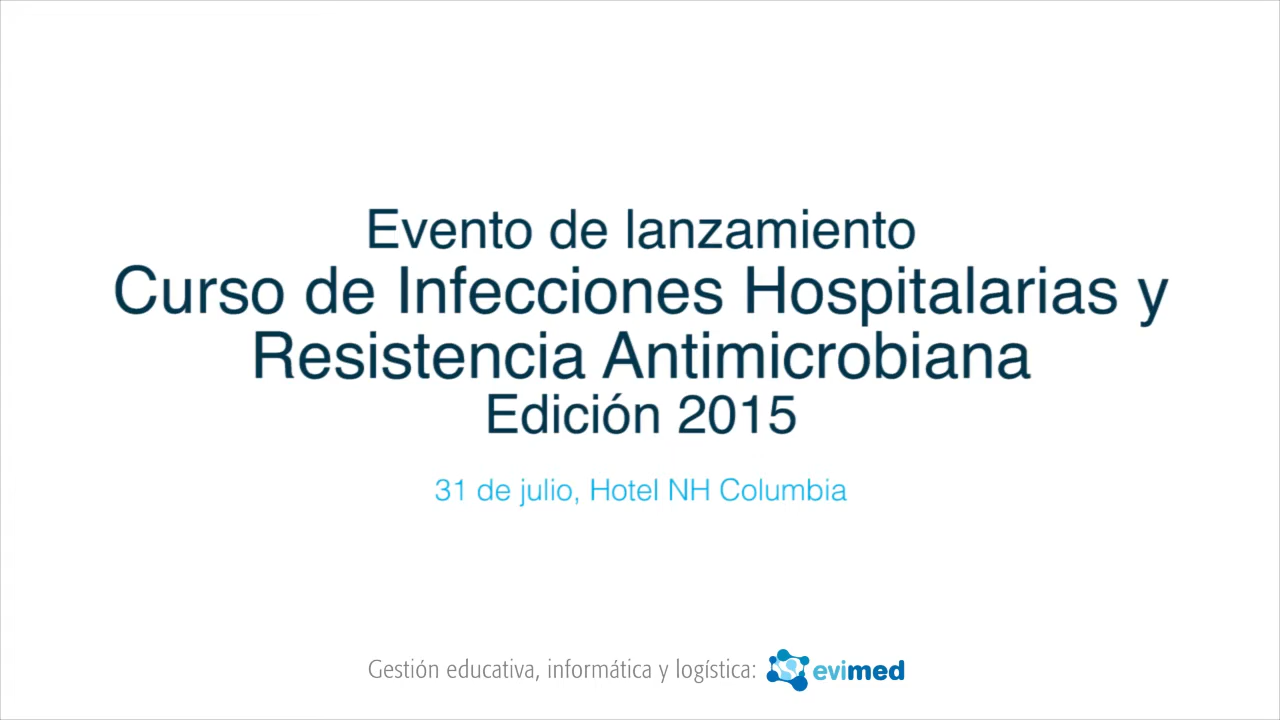 Evento de lanzamiento
Curso de Infecciones Hospitalarias y
Resistencia Antimicrobiana
Edición 2015
31 de julio, Hotel NH Columbia
Gestión educativa, informática y logística: evimed